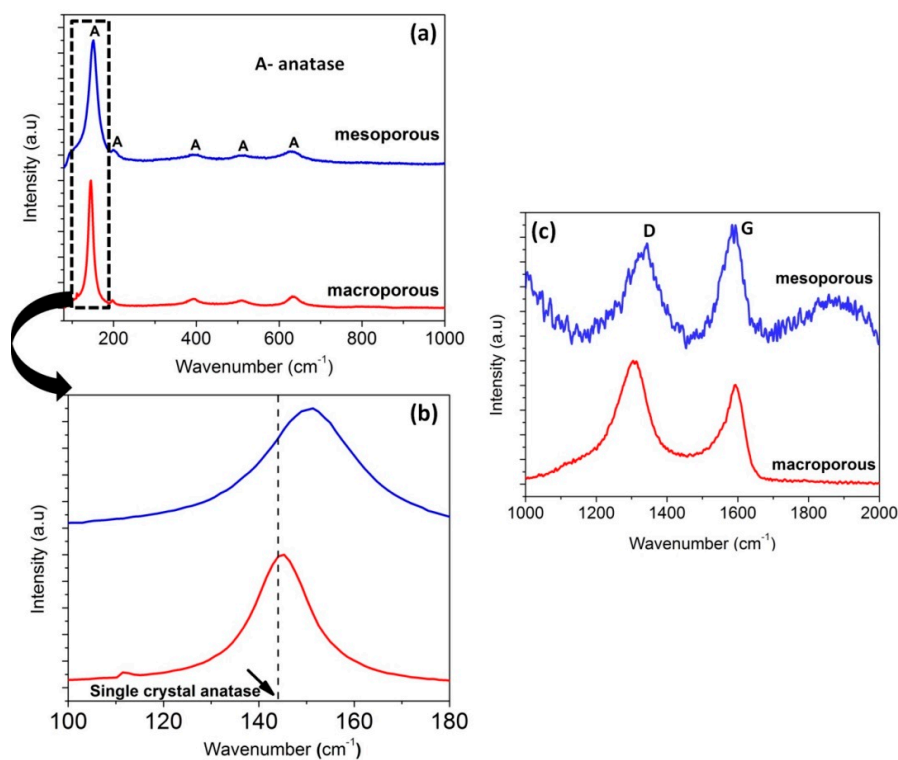 (a)
A
A- anatase
mesoporous
A A A A
macroporous
Intensity (a.u)
200 400 600 800 1000
Wavenumber (cm⁻¹)
(b)
Intensity (a.u)
Single crystal anatase
100 120 140 160 180
Wavenumber (cm⁻¹)
(c)
D G
mesoporous
macroporous
Intensity (a.u)
1000 1200 1400 1600 1800 2000
Wavenumber (cm⁻¹)